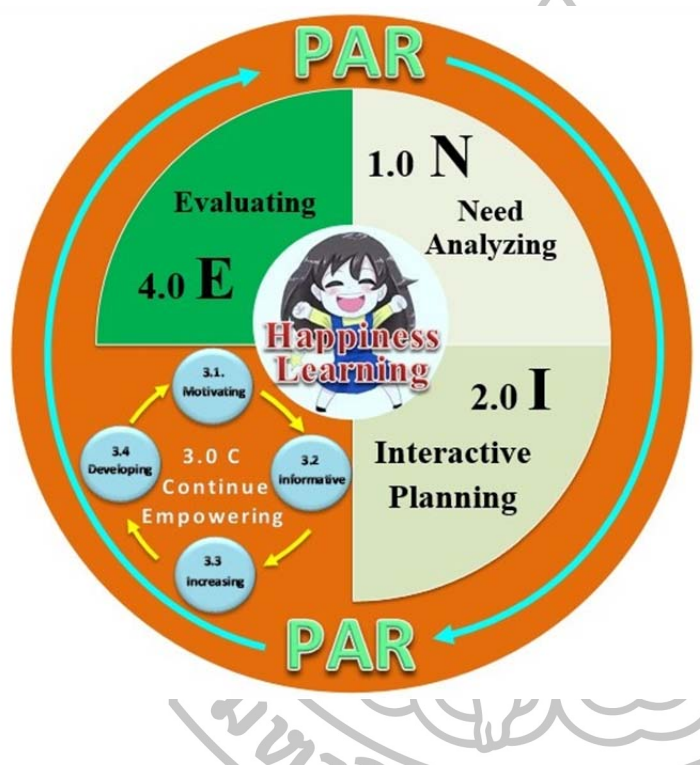 PAR
1.0 N
Need
Analyzing
2.0 I
Interactive
Planning
3.0 C
Continue
Empowering
3.1.
Motivating
3.2
informative
3.3
increasing
3.4
Developing
Evaluating
4.0 E
Happiness
Learning
PAR